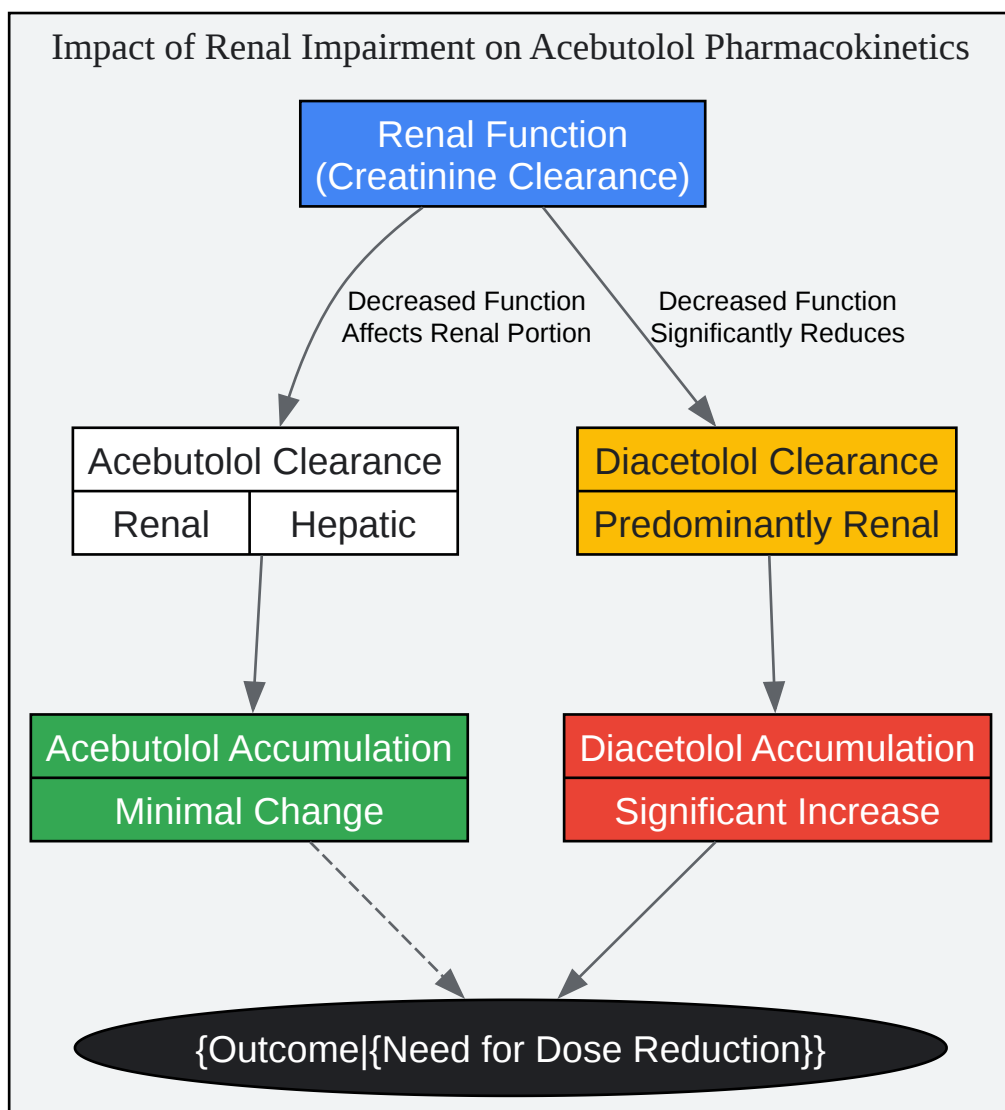 Impact of Renal Impairment on Acebutolol Pharmacokinetics
Renal Function
(Creatinine Clearance)
Decreased Function
Affects Renal Portion
Decreased Function
Significantly Reduces
Acebutolol Clearance
Renal
Hepatic
Diacetolol Clearance
Predominantly Renal
Acebutolol Accumulation
Minimal Change
Diacetolol Accumulation
Significant Increase
{Outcome|{Need for Dose Reduction}}